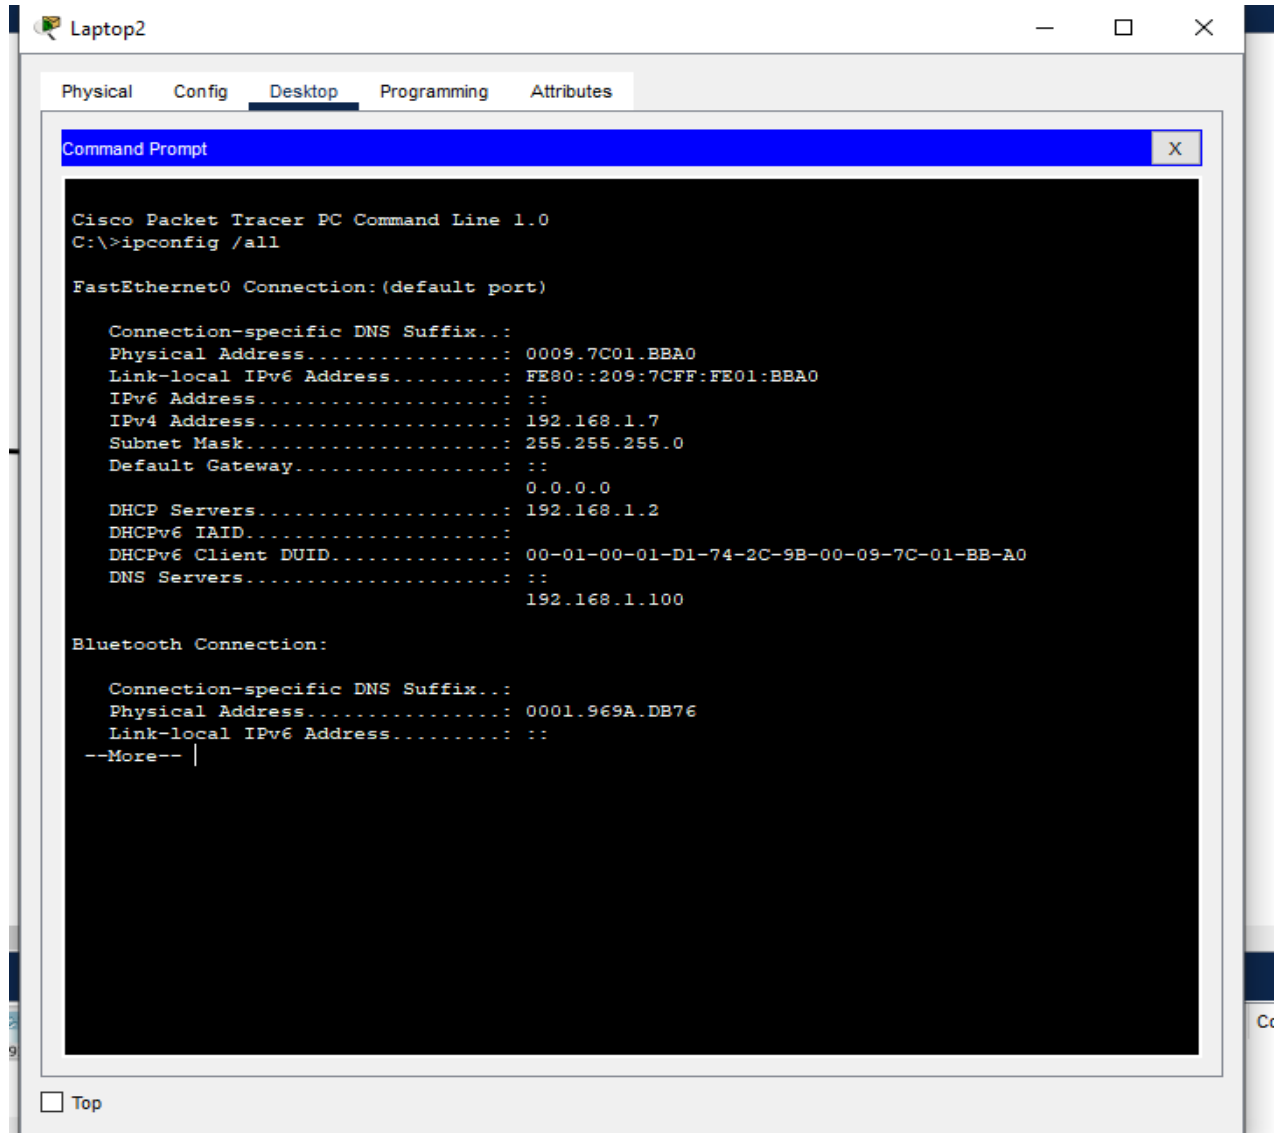 Laptop2
Physical Config Desktop Programming Attributes
Command Prompt X
Cisco Packet Tracer PC Command Line 1.0
C:\>ipconfig /all
FastEthernet0 Connection:(default port)
Connection-specific DNS Suffix..:
Physical Address................: 0009.7C01.BBA0
Link-local IPv6 Address.........: FE80::209:7CFF:FE01:BBA0
IPv6 Address....................: ::
IPv4 Address....................: 192.168.1.7
Subnet Mask.....................: 255.255.255.0
Default Gateway.................: ::
0.0.0.0
DHCP Servers....................: 192.168.1.2
DHCPv6 IAID.....................:
DHCPv6 Client DUID..............: 00-01-00-01-D1-74-2C-9B-00-09-7C-01-BB-A0
DNS Servers.....................: ::
192.168.1.100
Bluetooth Connection:
Connection-specific DNS Suffix..:
Physical Address................: 0001.969A.DB76
Link-local IPv6 Address.........: ::
--More--
Top